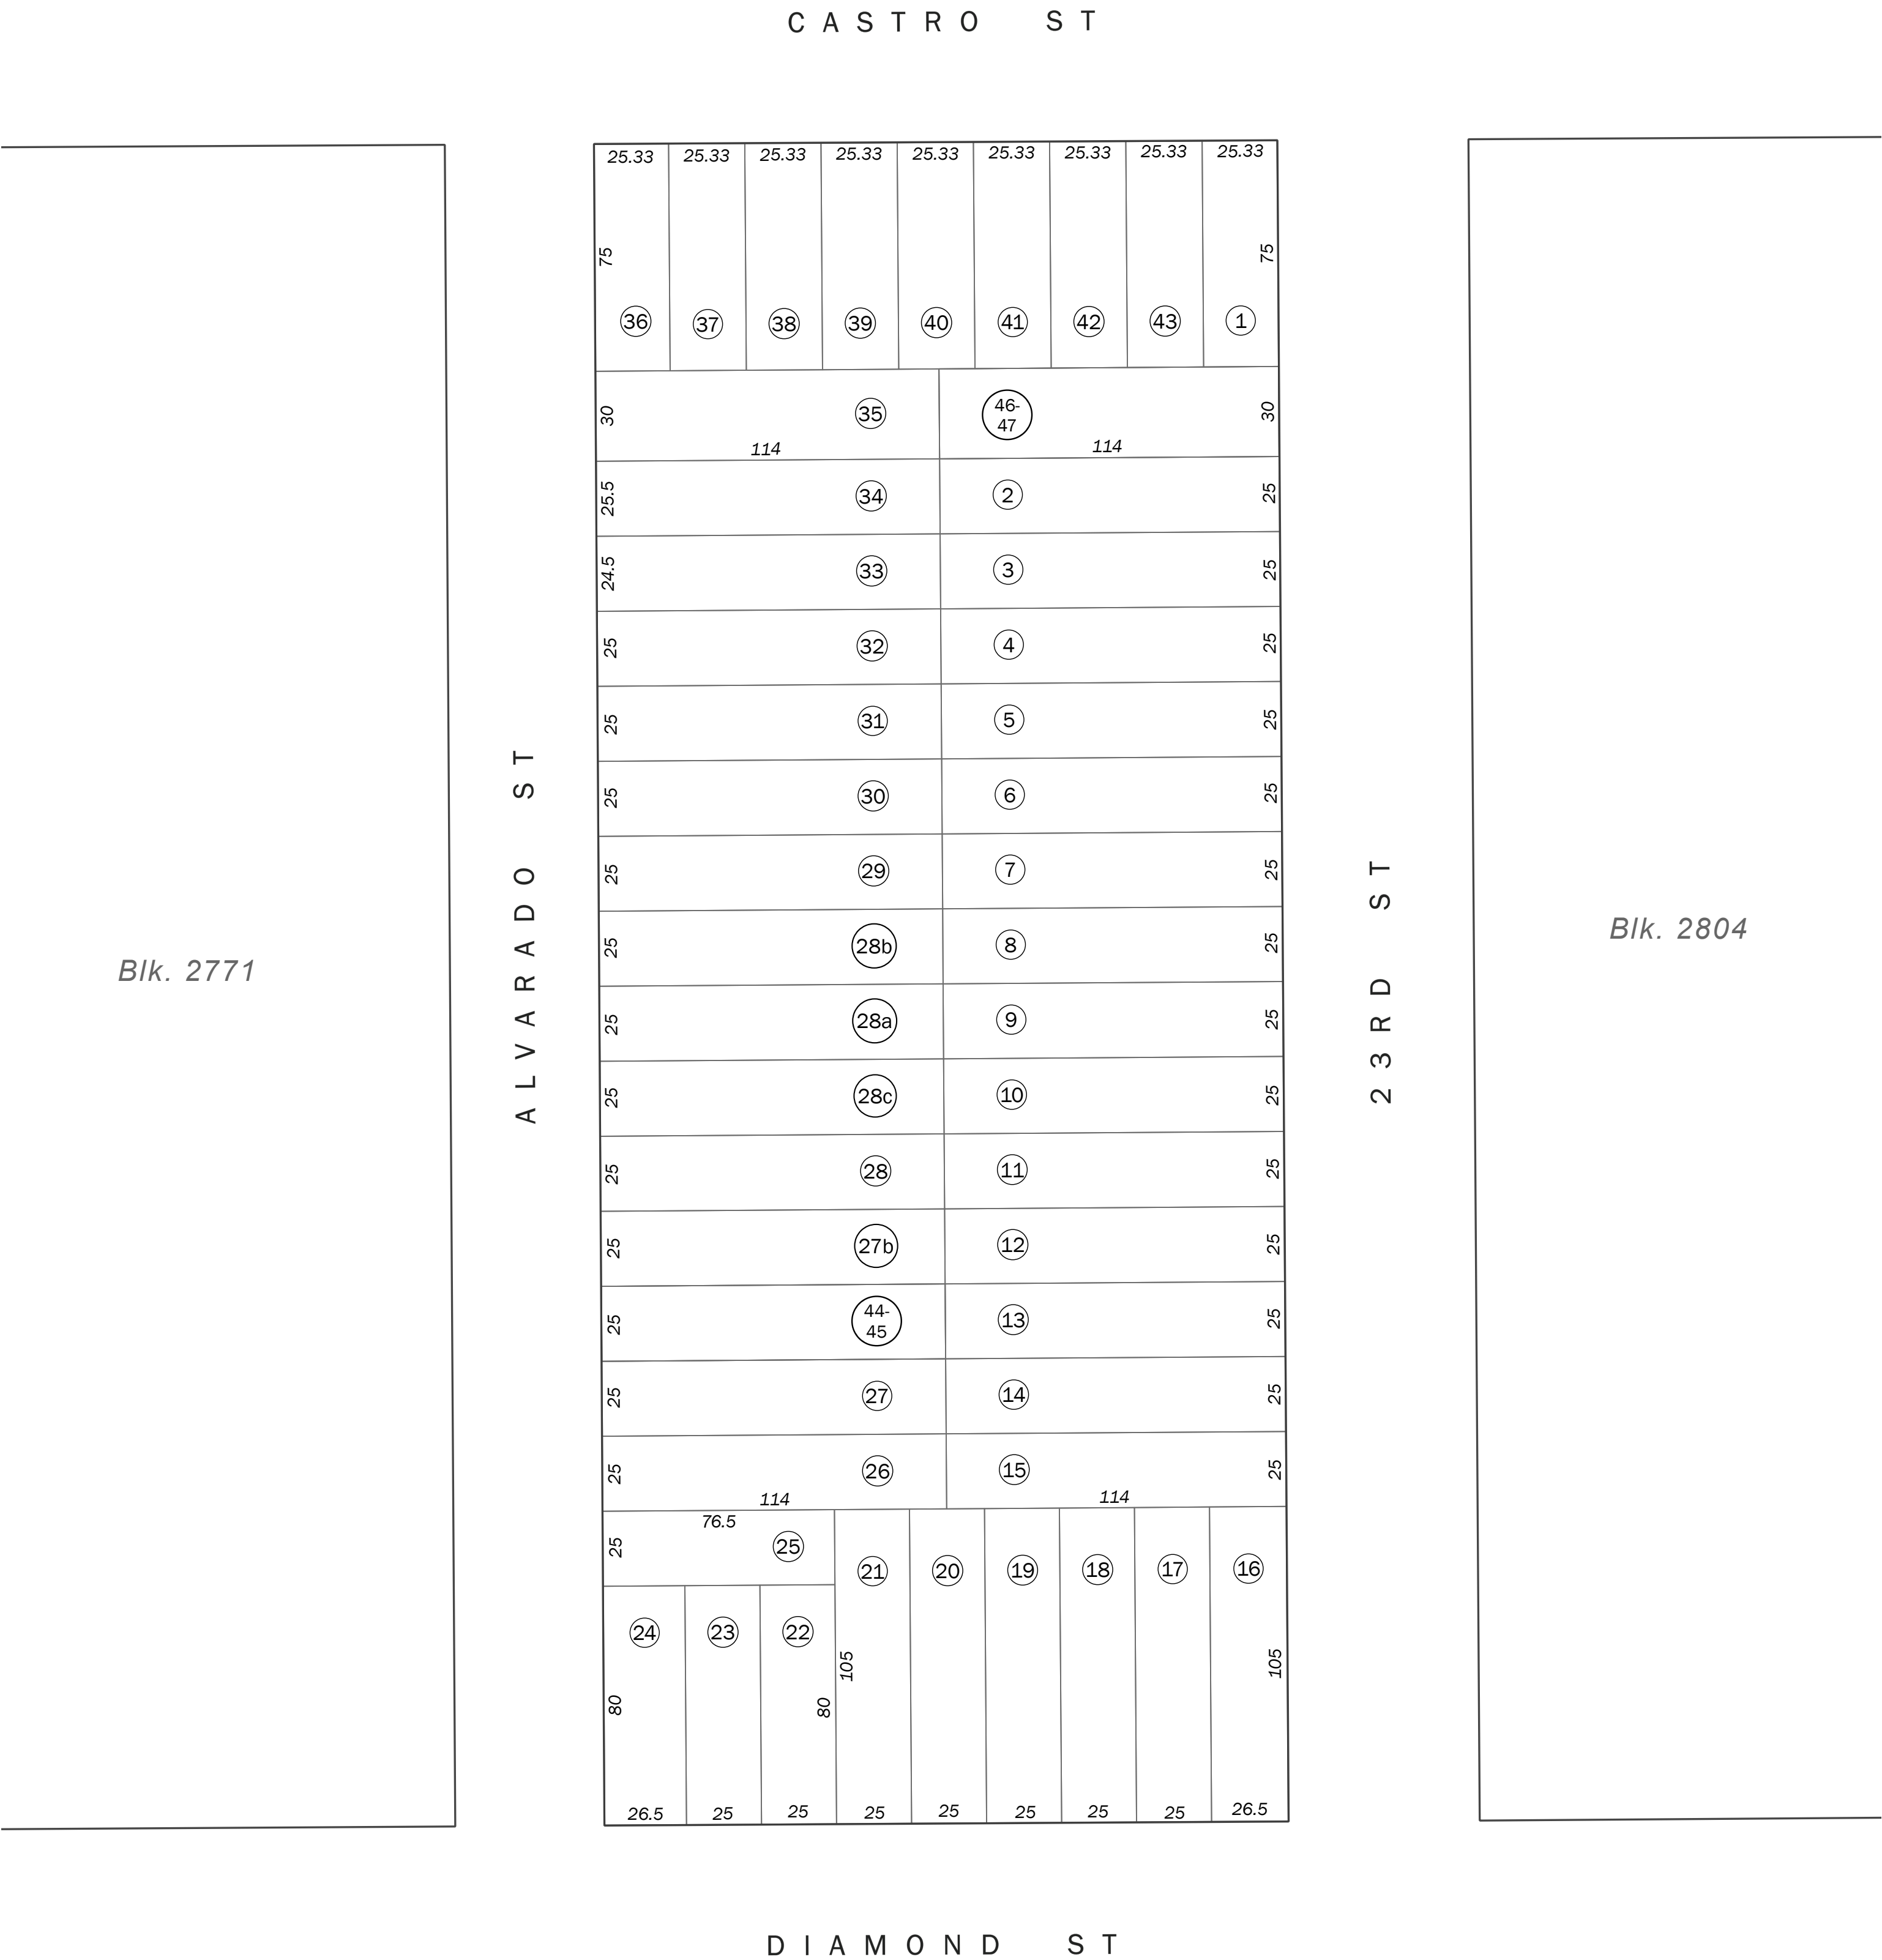 CASTRO ST
25.33 25.33 25.33 25.33 25.33 25.33 25.33 25.33 25.33
75 75
36 37 38 39 40 41 42 43 1
30 35 46-47 30
114 114
25.5 34 2 25
24.5 33 3 25
25 32 4 25
25 31 5 25
25 30 6 25
25 29 7 25
25 28b 8 25
25 28a 9 25
25 28c 10 25
25 28 11 25
25 27b 12 25
25 44-45 13 25
25 27 14 25
25 26 15 25
114 114
76.5
25 25
21 20 19 18 17 16
24 23 22
105 105
80 80
26.5 25 25 25 25 25 25 25 26.5
ALVARADO ST
23RD ST
Blk. 2771
Blk. 2804
DIAMOND ST